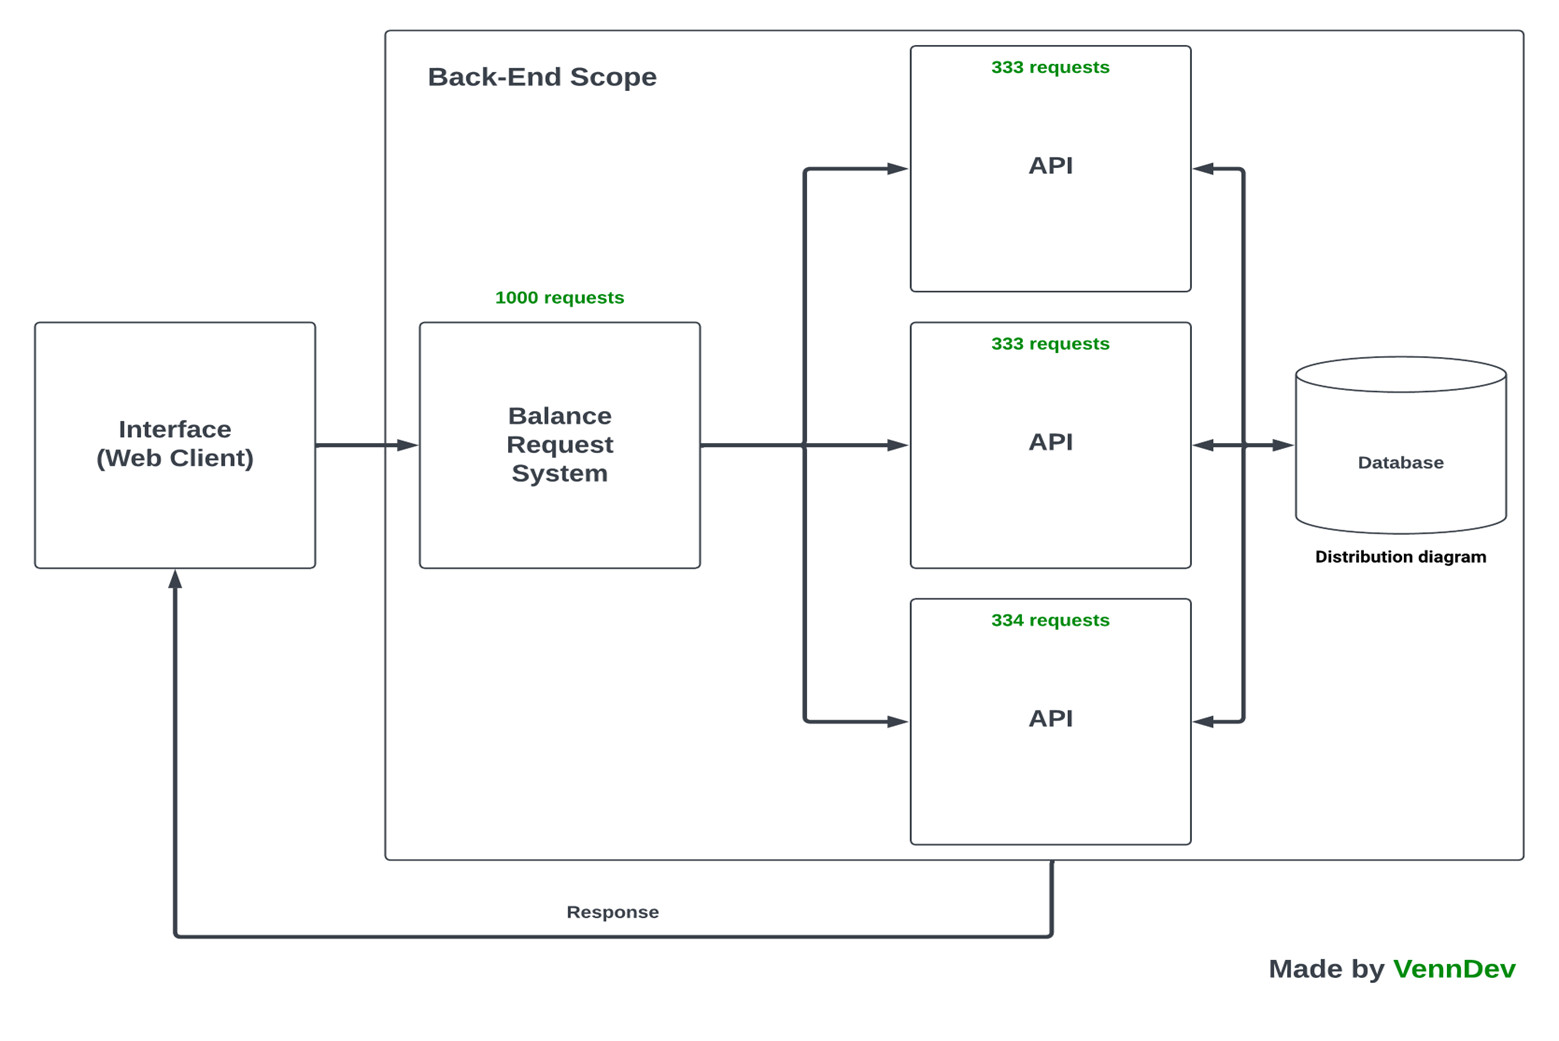 Back-End Scope
333 requests
API
1000 requests
Interface
(Web Client)
Balance
Request
System
333 requests
API
Database
Distribution diagram
334 requests
API
Response
Made by VennDev